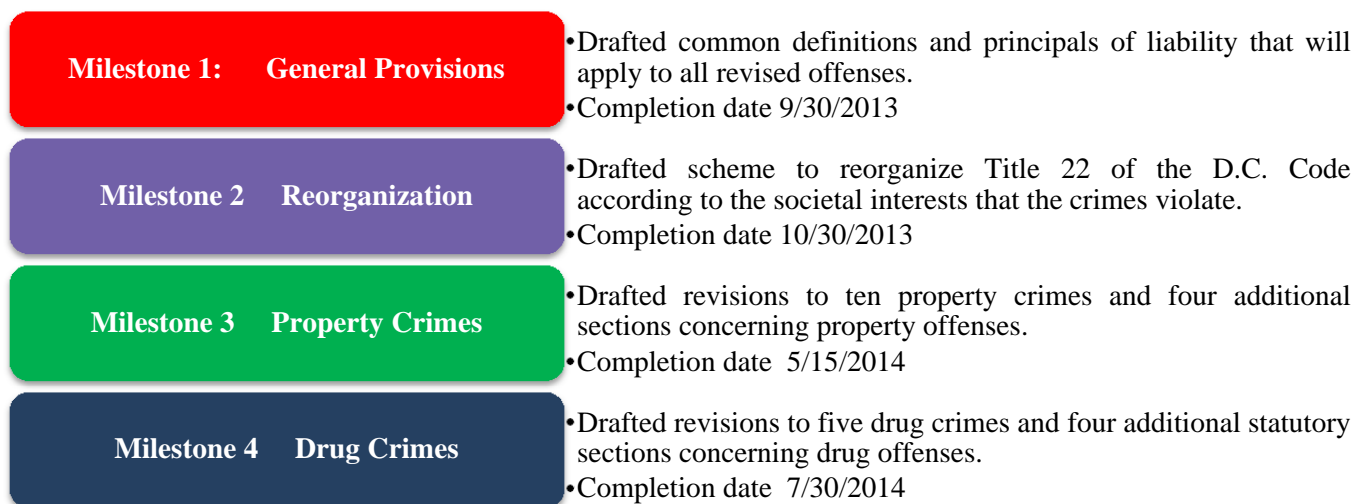 Milestone 1: General Provisions
•Drafted common definitions and principals of liability that will
apply to all revised offenses.
•Completion date 9/30/2013
Milestone 2 Reorganization
•Drafted scheme to reorganize Title 22 of the D.C. Code
according to the societal interests that the crimes violate.
•Completion date 10/30/2013
Milestone 3 Property Crimes
•Drafted revisions to ten property crimes and four additional
sections concerning property offenses.
•Completion date 5/15/2014
Milestone 4 Drug Crimes
•Drafted revisions to five drug crimes and four additional statutory
sections concerning drug offenses.
•Completion date 7/30/2014